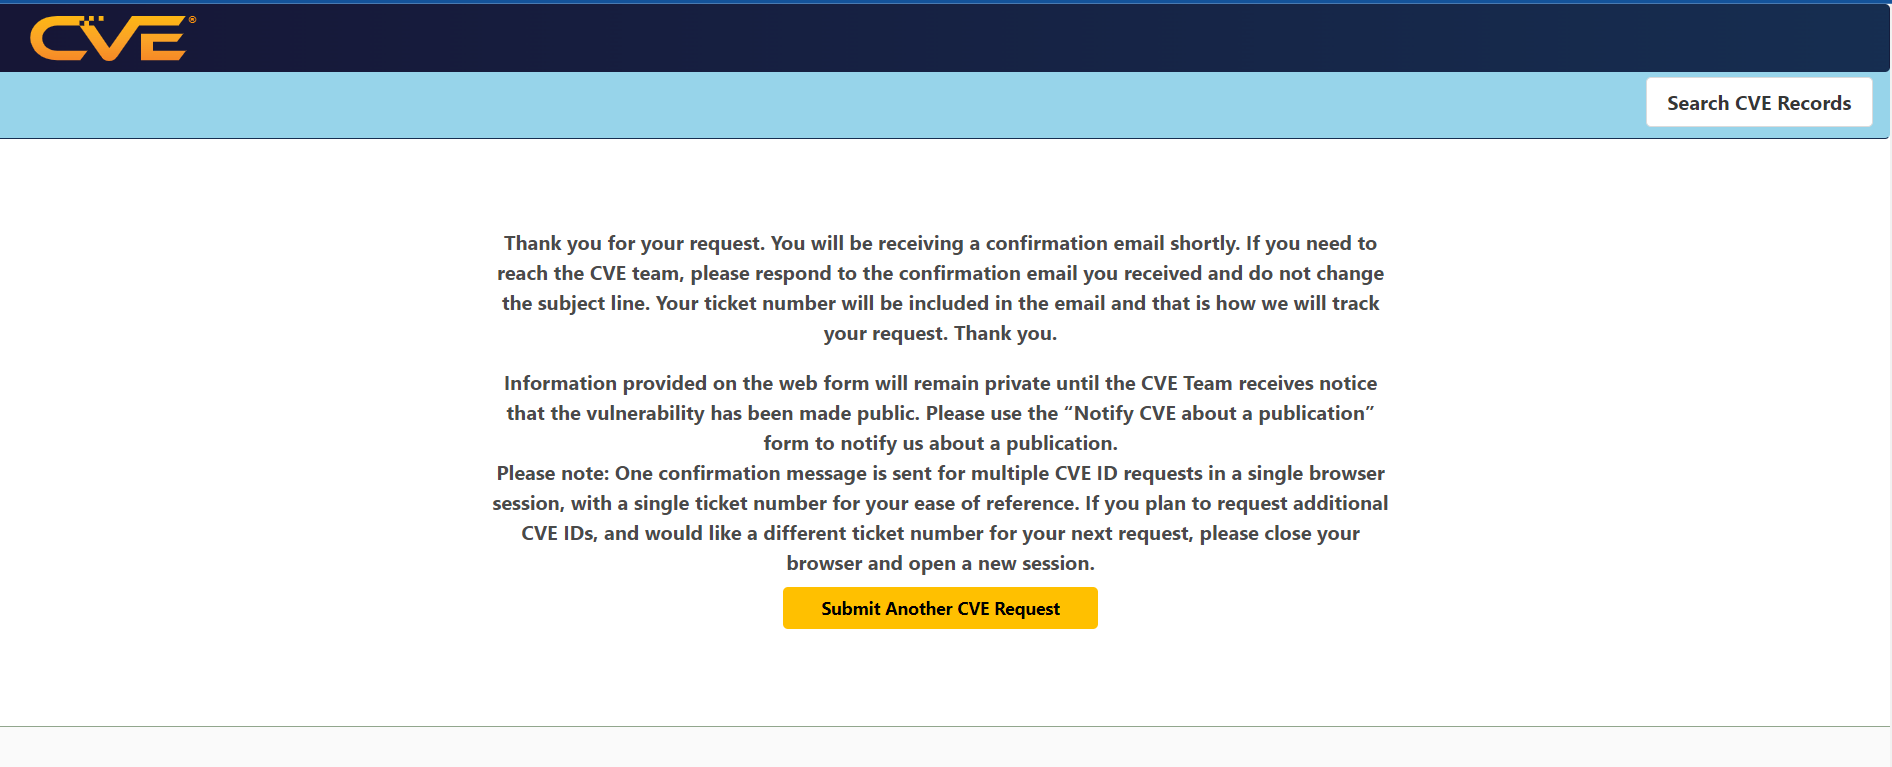 CVE®
Search CVE Records
Thank you for your request. You will be receiving a confirmation email shortly. If you need to
reach the CVE team, please respond to the confirmation email you received and do not change
the subject line. Your ticket number will be included in the email and that is how we will track
your request. Thank you.
Information provided on the web form will remain private until the CVE Team receives notice
that the vulnerability has been made public. Please use the “Notify CVE about a publication”
form to notify us about a publication.
Please note: One confirmation message is sent for multiple CVE ID requests in a single browser
session, with a single ticket number for your ease of reference. If you plan to request additional
CVE IDs, and would like a different ticket number for your next request, please close your
browser and open a new session.
Submit Another CVE Request